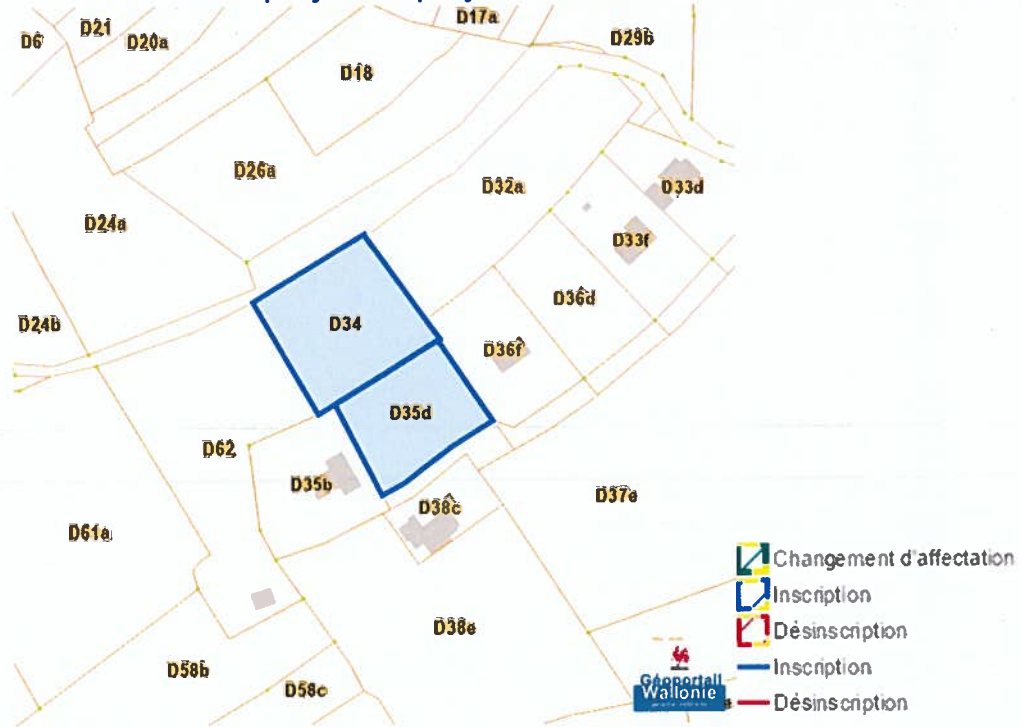 D17a
D6
D21
D20a
D29b
D18
D26a
D32a
D33d
D24a
D33f
D36d
D24b
D34
D36f
D35d
D62
D35b
D37e
D38c
D61a
D38e
D58b
D58c
Changement d'affectation
Inscription
Désinscription
Inscription
Désinscription
Géoportail
Wallonie